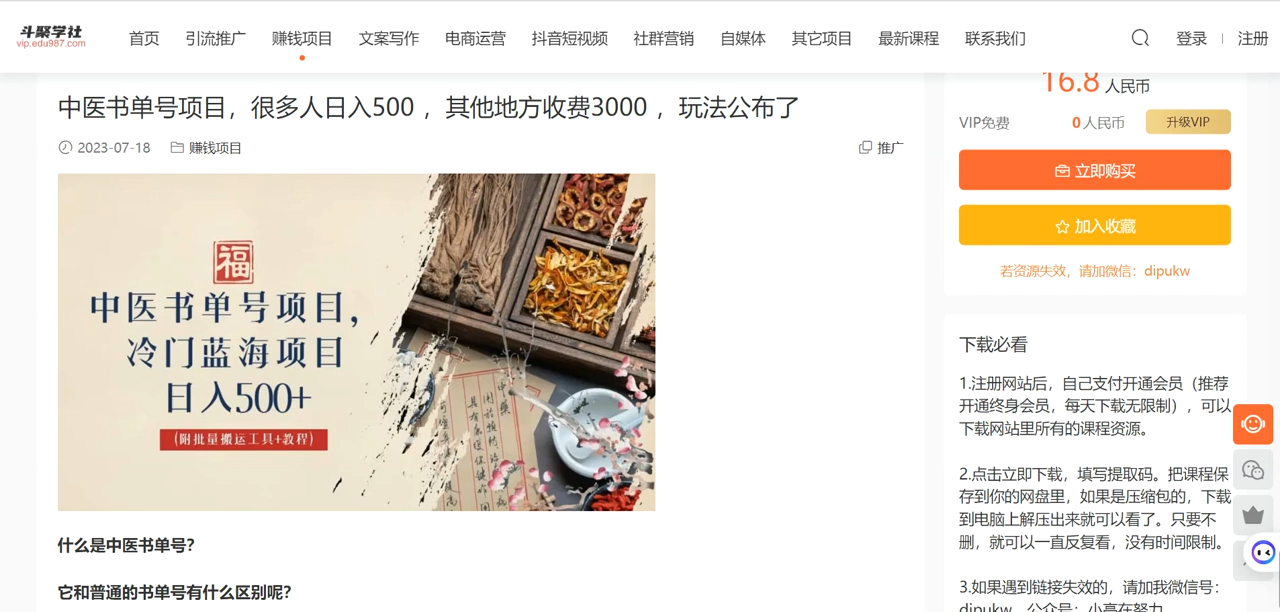 斗聚学社
vip.edu987.com
首页 引流推广 赚钱项目 文案写作 电商运营 抖音短视频 社群营销 自媒体 其它项目 最新课程 联系我们
登录 注册
中医书单号项目，很多人日入500 ，其他地方收费3000 ，玩法公布了
2023-07-18 赚钱项目 推广
福
中医书单号项目，
冷门蓝海项目
日入500+
（附批量搬运工具+教程）
什么是中医书单号？
它和普通的书单号有什么区别呢？
16.8 人民币
VIP免费 0 人民币 升级VIP
立即购买
加入收藏
若资源失效，请加微信：dipukw
下载必看
1.注册网站后，自己支付开通会员（推荐
开通终身会员，每天下载无限制），可以
下载网站里所有的课程资源。
2.点击立即下载，填写提取码。把课程保
存到你的网盘里，如果是压缩包的，下载
到电脑上解压出来就可以看了。只要不
删，就可以一直反复看，没有时间限制。
3.如果遇到链接失效的，请加我微信号：
dipukw，公众号：小高在努力